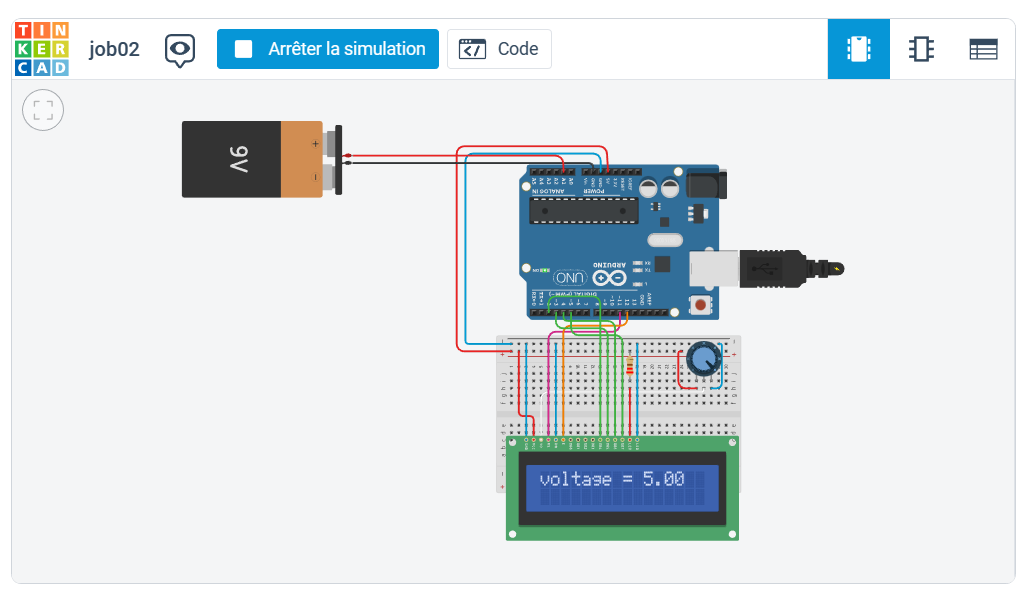 TIN
KER
CAD
job02
Arrêter la simulation
Code
9V
+
-
ANALOG IN
POWER
ARDUINO
UNO
DIGITAL (PWM~)
voltage = 5.00